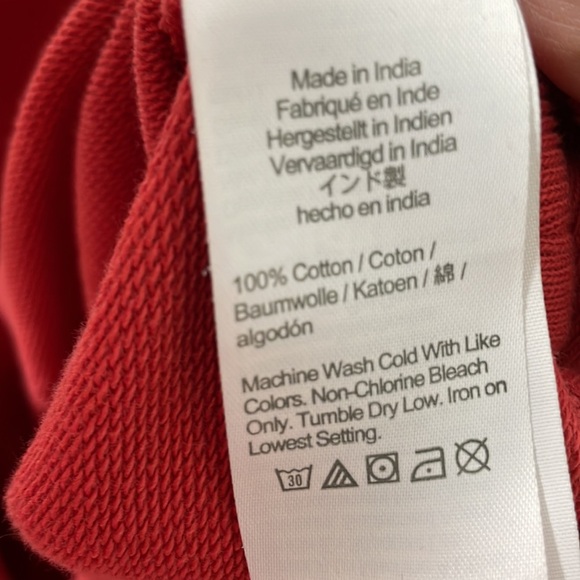 Made in India
Fabriqué en Inde
Hergestellt in Indien
Vervaardigd in India
インド製
hecho en india
100% Cotton / Coton /
Baumwolle / Katoen / 綿 /
algodón
Machine Wash Cold With Like
Colors. Non-Chlorine Bleach
Only. Tumble Dry Low. Iron on
Lowest Setting.
30